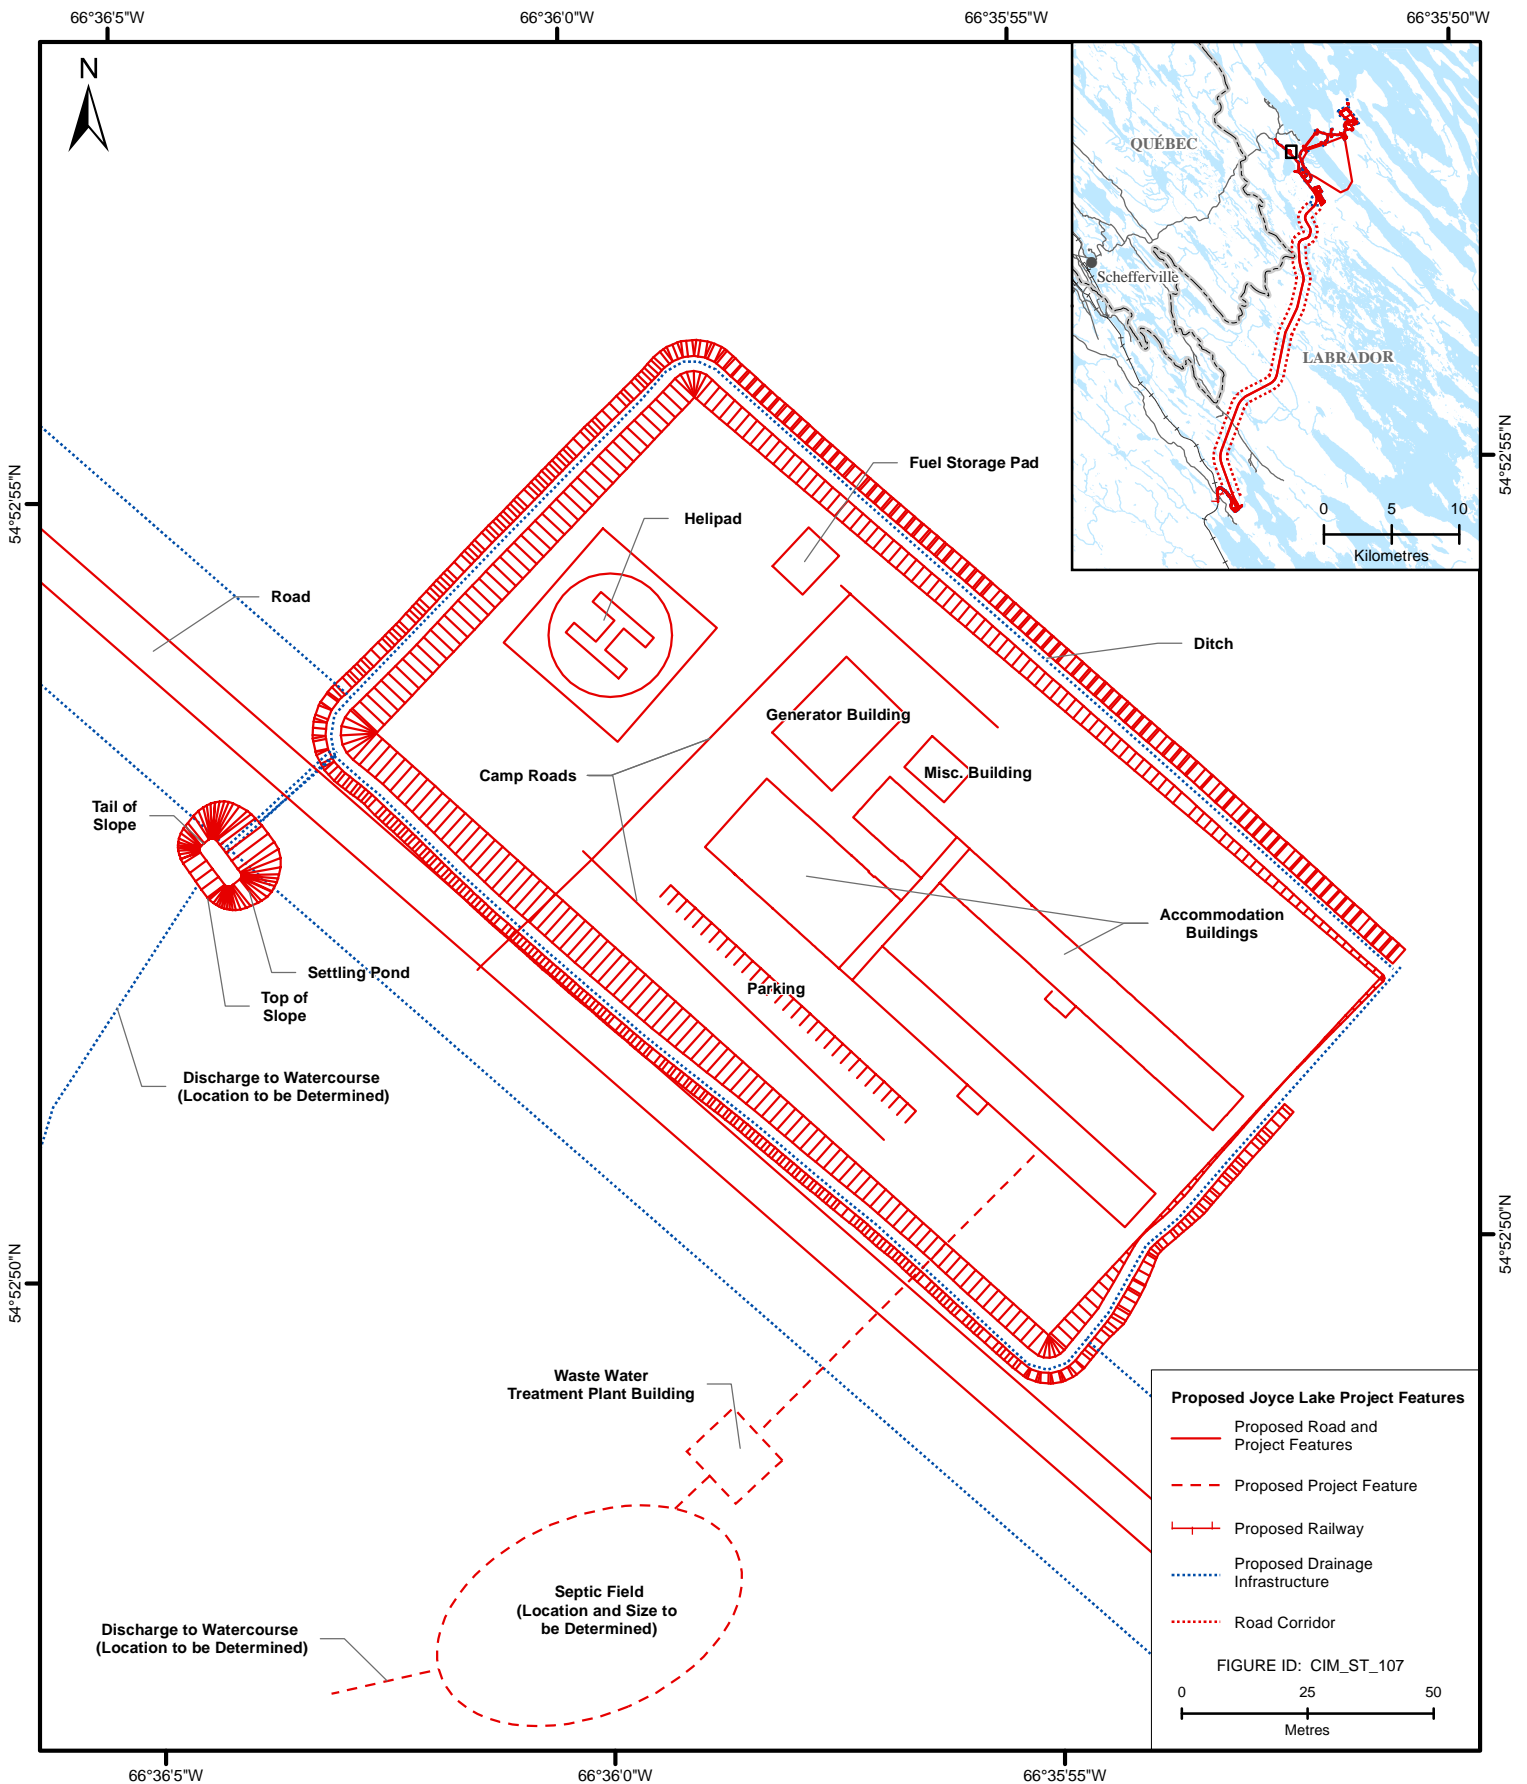 66°36'5"W
66°36'0"W
66°35'55"W
66°35'50"W
N
QUÉBEC
Schefferville
LABRADOR
0 5 10
Kilometres
54°52'55"N
54°52'55"N
Fuel Storage Pad
Helipad
Road
Ditch
Generator Building
Misc. Building
Camp Roads
Tail of
Slope
Accommodation
Buildings
Settling Pond
Top of
Slope
Parking
Discharge to Watercourse
(Location to be Determined)
54°52'50"N
54°52'50"N
Waste Water
Treatment Plant Building
Septic Field
(Location and Size to
be Determined)
Discharge to Watercourse
(Location to be Determined)
Proposed Joyce Lake Project Features
Proposed Road and
Project Features
Proposed Project Feature
Proposed Railway
Proposed Drainage
Infrastructure
Road Corridor
FIGURE ID: CIM_ST_107
0 25 50
Metres
66°36'5"W
66°36'0"W
66°35'55"W